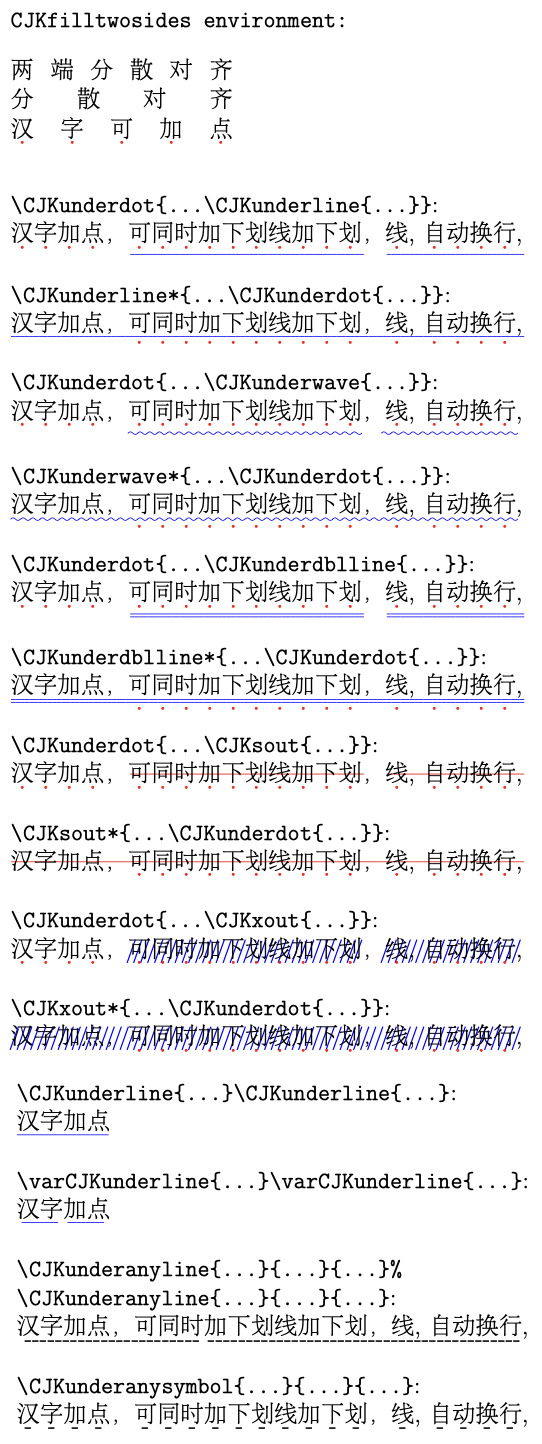 CJKfilltwosides environment:
两 端 分 散 对 齐
分 散 对 齐
汉 字 可 加 点
\CJKunderdot{...\CJKunderline{...}}:
汉字加点，可同时加下划线加下划，线, 自动换行,
\CJKunderline*{...\CJKunderdot{...}}:
汉字加点，可同时加下划线加下划，线, 自动换行,
\CJKunderdot{...\CJKunderwave{...}}:
汉字加点，可同时加下划线加下划，线, 自动换行,
\CJKunderwave*{...\CJKunderdot{...}}:
汉字加点，可同时加下划线加下划，线, 自动换行,
\CJKunderdot{...\CJKunderdblline{...}}:
汉字加点，可同时加下划线加下划，线, 自动换行,
\CJKunderdblline*{...\CJKunderdot{...}}:
汉字加点，可同时加下划线加下划，线, 自动换行,
\CJKunderdot{...\CJKsout{...}}:
汉字加点，可同时加下划线加下划，线, 自动换行,
\CJKsout*{...\CJKunderdot{...}}:
汉字加点，可同时加下划线加下划，线, 自动换行,
\CJKunderdot{...\CJKxout{...}}:
汉字加点，可同时加下划线加下划，线, 自动换行,
\CJKxout*{...\CJKunderdot{...}}:
汉字加点，可同时加下划线加下划，线, 自动换行,
\CJKunderline{...}\CJKunderline{...}:
汉字加点
\varCJKunderline{...}\varCJKunderline{...}:
汉字加点
\CJKunderanyline{...}{...}{...}%
\CJKunderanyline{...}{...}{...}:
汉字加点，可同时加下划线加下划，线, 自动换行,
\CJKunderanysymbol{...}{...}{...}:
汉字加点，可同时加下划线加下划，线, 自动换行,